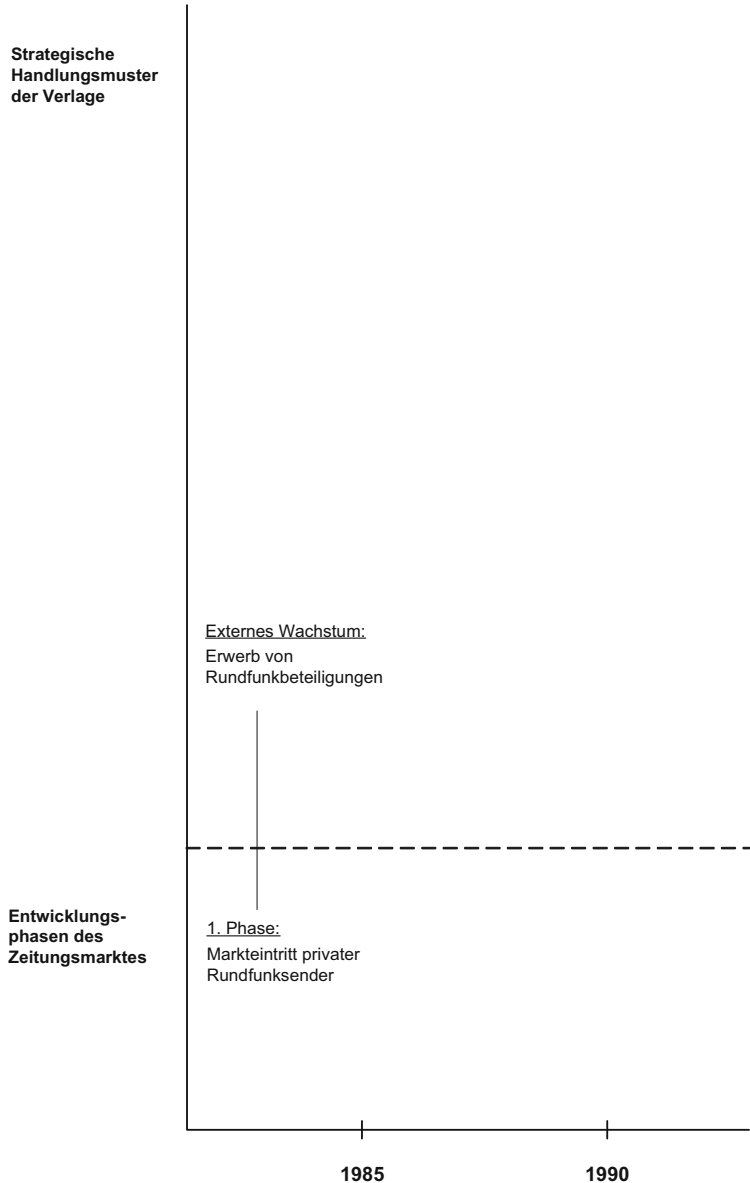 Strategische
Handlungsmuster
der Verlage
Externes Wachstum:
Erwerb von
Rundfunkbeteiligungen
Entwicklungs-
phasen des
Zeitungsmarktes
1. Phase:
Markteintritt privater
Rundfunksender
1985
1990